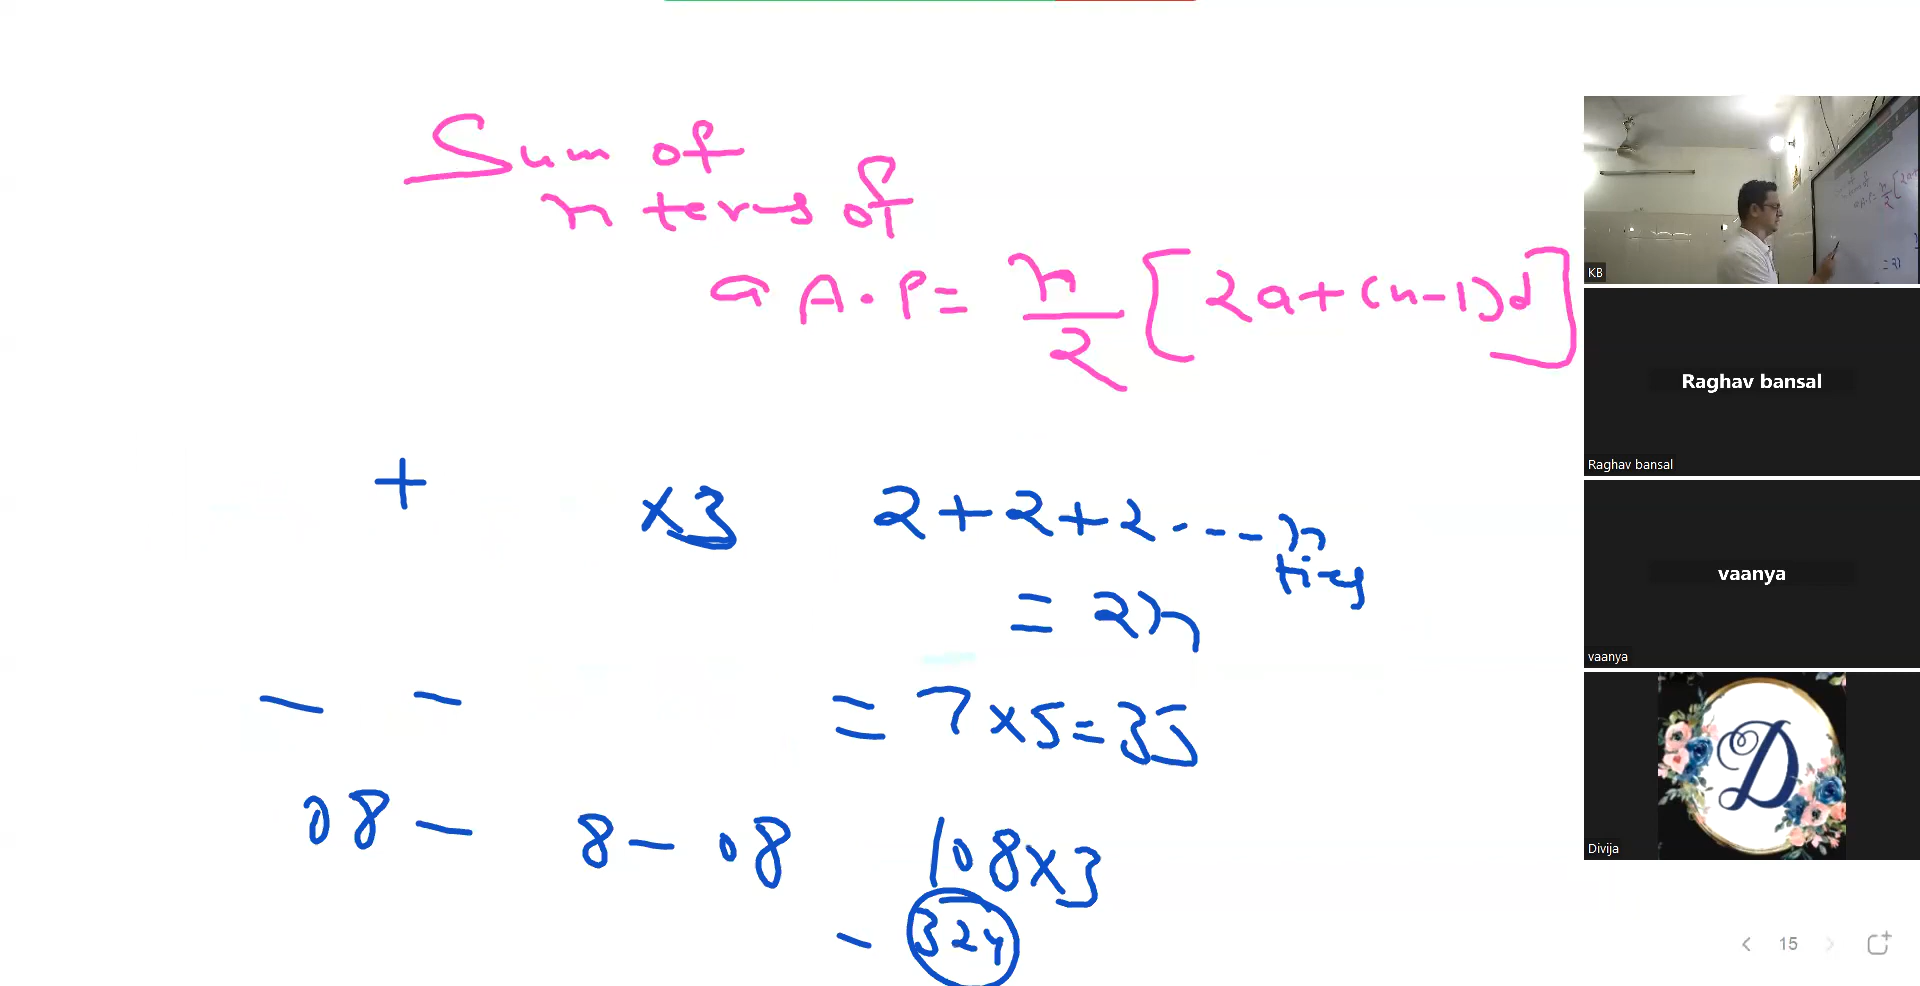 Sum of
n terms of
a A.P = n/2 [2a+(n-1)d]
+ ×3 2+2+2 ----- n
times
= 2n
— — = 7×5=35
08 — 8 — 08 108×3
— 324
KB
Raghav bansal
Raghav bansal
vaanya
vaanya
D
Divija
15